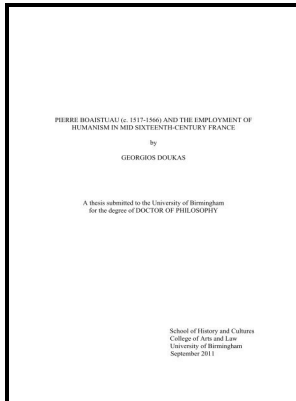 PIERRE BOAISTUAU (c. 1517-1566) AND THE EMPLOYMENT OF
HUMANISM IN MID SIXTEENTH-CENTURY FRANCE
by
GEORGIOS DOUKAS
A thesis submitted to the University of Birmingham
for the degree of DOCTOR OF PHILOSOPHY
School of History and Cultures
College of Arts and Law
University of Birmingham
September 2011